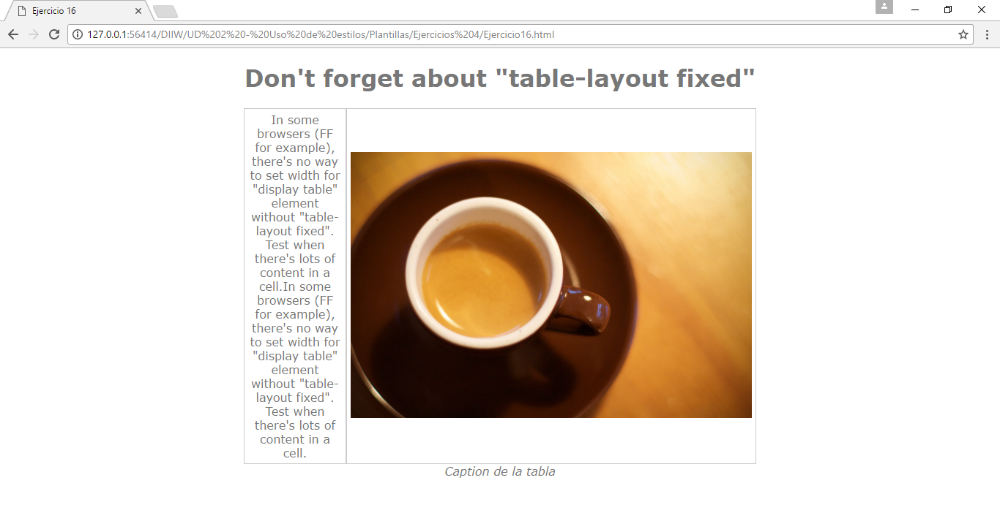 Ejercicio 16
127.0.0.1:56414/DIIW/UD%202%20-%20Uso%20de%20estilos/Plantillas/Ejercicios%204/Ejercicio16.html
Don't forget about "table-layout fixed"
In some
browsers (FF
for example),
there's no way
to set width for
"display table"
element
without "table-
layout fixed".
Test when
there's lots of
content in a
cell.In some
browsers (FF
for example),
there's no way
to set width for
"display table"
element
without "table-
layout fixed".
Test when
there's lots of
content in a
cell.
Caption de la tabla